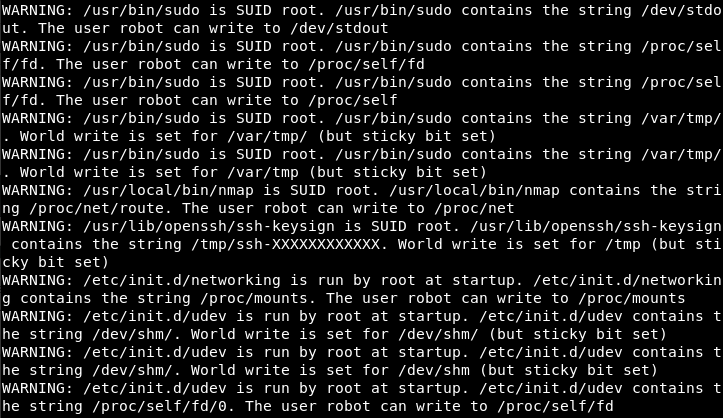 WARNING: /usr/bin/sudo is SUID root. /usr/bin/sudo contains the string /dev/stdo
ut. The user robot can write to /dev/stdout
WARNING: /usr/bin/sudo is SUID root. /usr/bin/sudo contains the string /proc/sel
f/fd. The user robot can write to /proc/self/fd
WARNING: /usr/bin/sudo is SUID root. /usr/bin/sudo contains the string /proc/sel
f/fd. The user robot can write to /proc/self
WARNING: /usr/bin/sudo is SUID root. /usr/bin/sudo contains the string /var/tmp/
. World write is set for /var/tmp/ (but sticky bit set)
WARNING: /usr/bin/sudo is SUID root. /usr/bin/sudo contains the string /var/tmp/
. World write is set for /var/tmp (but sticky bit set)
WARNING: /usr/local/bin/nmap is SUID root. /usr/local/bin/nmap contains the stri
ng /proc/net/route. The user robot can write to /proc/net
WARNING: /usr/lib/openssh/ssh-keysign is SUID root. /usr/lib/openssh/ssh-keysign
 contains the string /tmp/ssh-XXXXXXXXXXXX. World write is set for /tmp (but sti
cky bit set)
WARNING: /etc/init.d/networking is run by root at startup. /etc/init.d/networkin
g contains the string /proc/mounts. The user robot can write to /proc/mounts
WARNING: /etc/init.d/udev is run by root at startup. /etc/init.d/udev contains t
he string /dev/shm/. World write is set for /dev/shm/ (but sticky bit set)
WARNING: /etc/init.d/udev is run by root at startup. /etc/init.d/udev contains t
he string /dev/shm/. World write is set for /dev/shm (but sticky bit set)
WARNING: /etc/init.d/udev is run by root at startup. /etc/init.d/udev contains t
he string /proc/self/fd/0. The user robot can write to /proc/self/fd